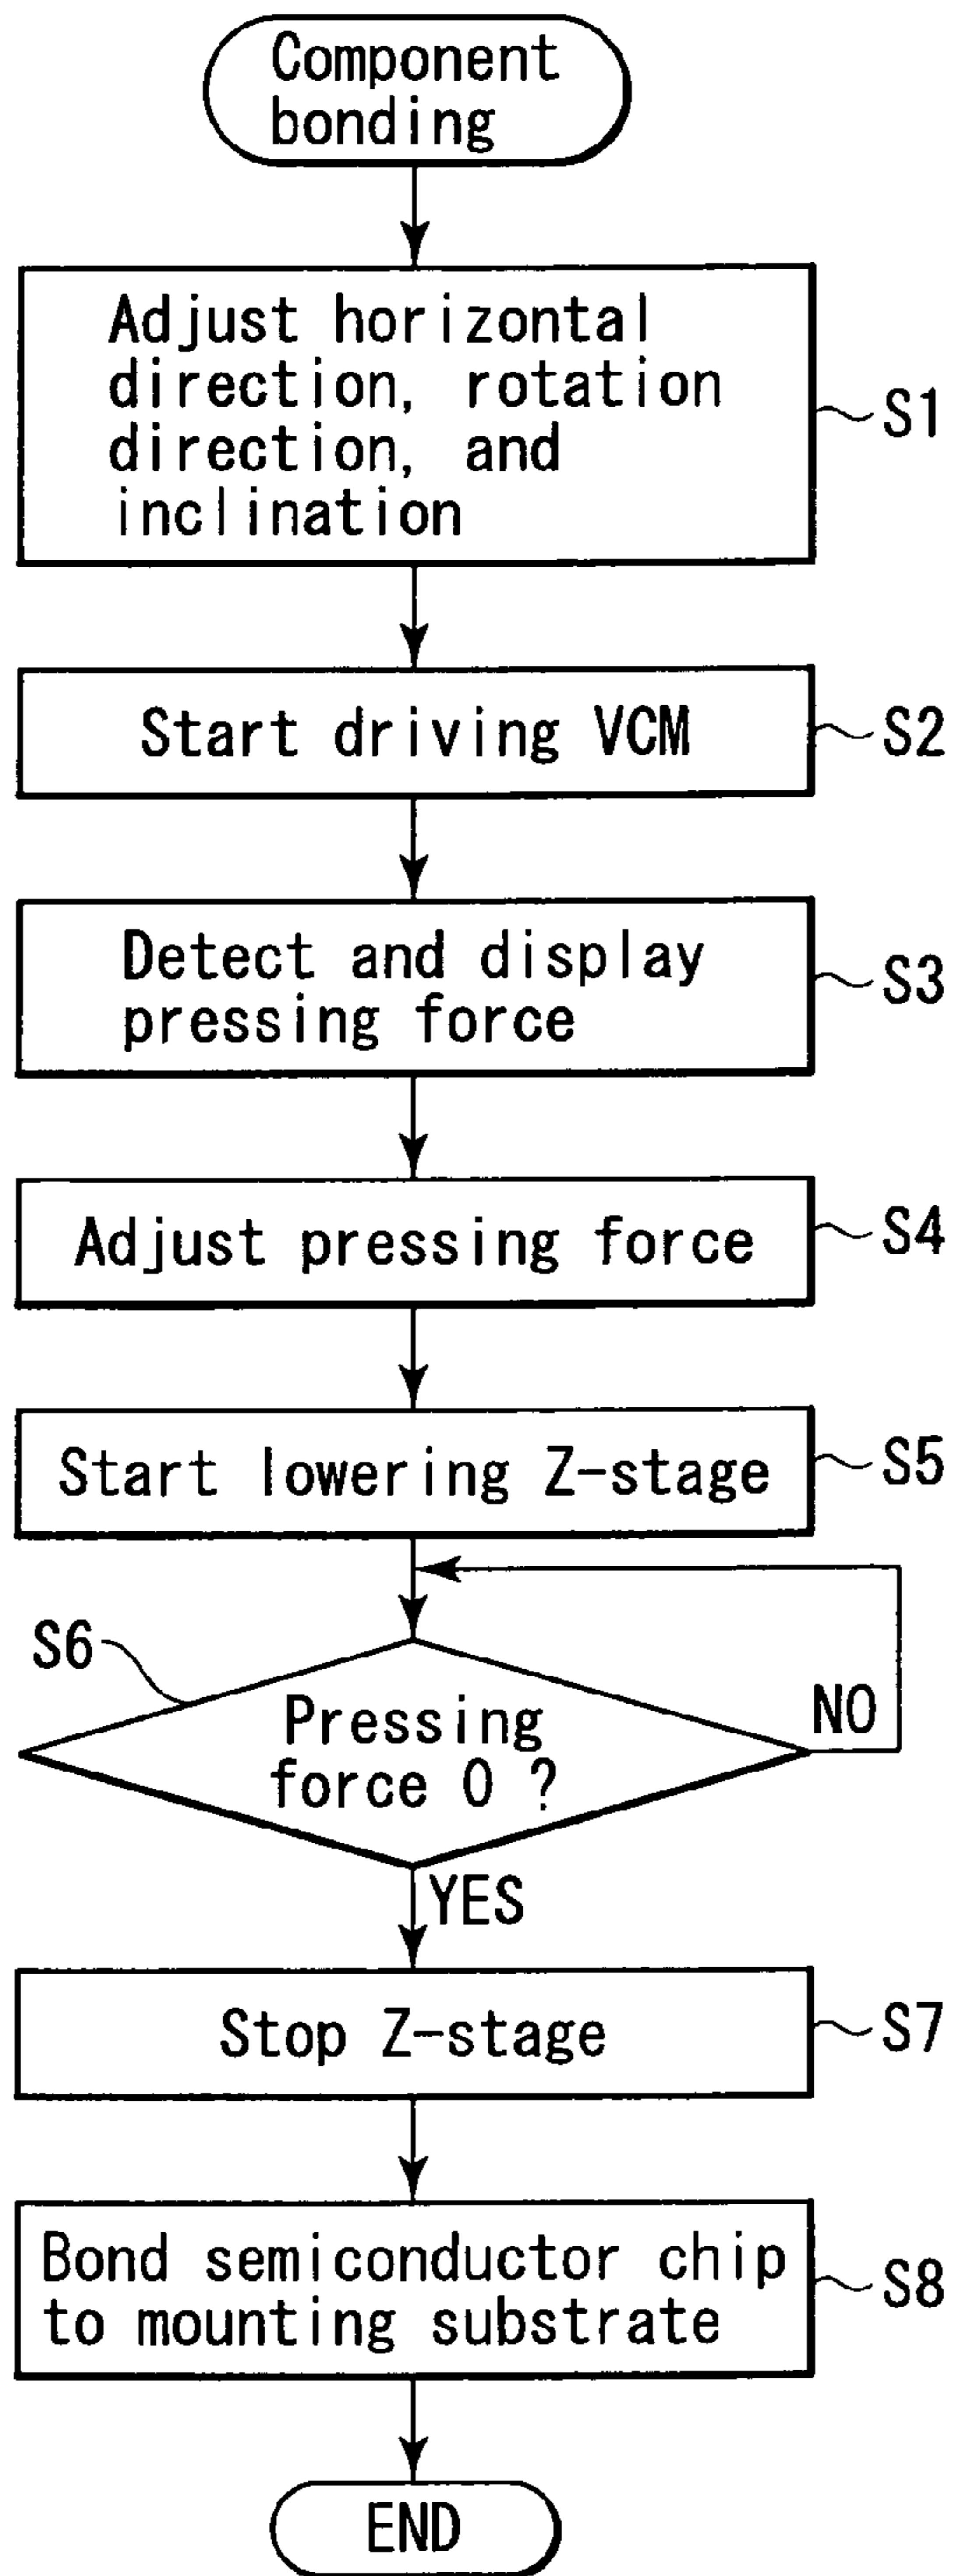 Component
bonding
Adjust horizontal
direction, rotation
direction, and
inclination
S1
Start driving VCM
S2
Detect and display
pressing force
S3
Adjust pressing force
S4
Start lowering Z-stage
S5
S6
Pressing
force 0 ?
NO
YES
Stop Z-stage
S7
Bond semiconductor chip
to mounting substrate
S8
END